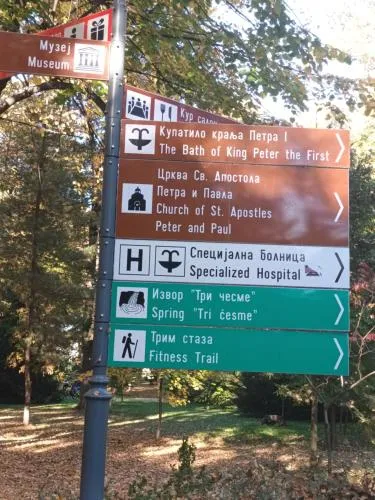 Музеј
Museum
Кур сало
Купатило краља Петра I
The Bath of King Peter the First
Црква Св. Апостола
Петра и Павла
Church of St. Apostles
Peter and Paul
H
Специјална болница
Specialized Hospital
Извор "Три чесме"
Spring "Tri česme"
Трим стаза
Fitness Trail